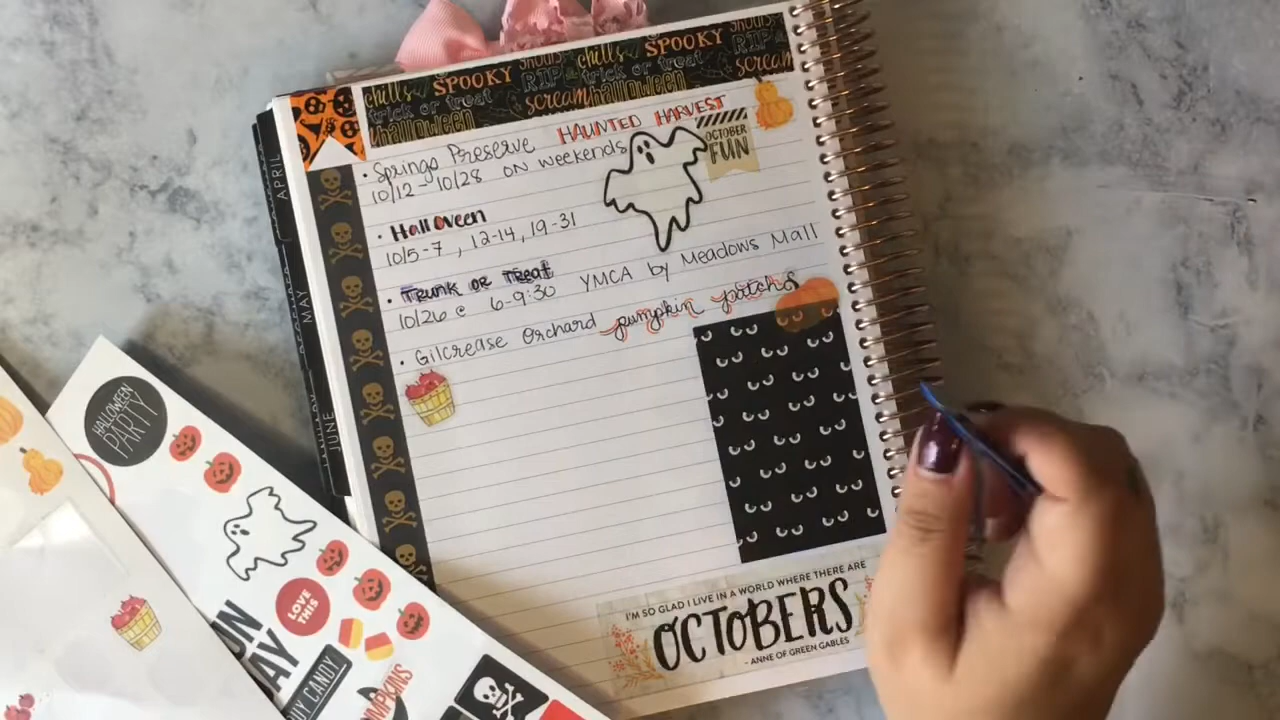 chills SPOOKY RIP chills SPOOKY RIP
trick or treat scream trick or treat scream
halloween halloween
• Springs Preserve HAUNTED HARVEST
10/12 - 10/28 ON weekends
OCTOBER
FUN
• HallOveen
10/5-7, 12-14, 19-31
• Trunk or Treat
10/26 @ 6-9:30 YMCA by Meadows Mall
• Gilcrease Orchard pumpkin patchs
I'M SO GLAD I LIVE IN A WORLD WHERE THERE ARE
OCTOBERS
- ANNE OF GREEN GABLES
APRIL
MAY
JUNE
HALLOWEEN
PARTY
LOVE
THIS
CANDY